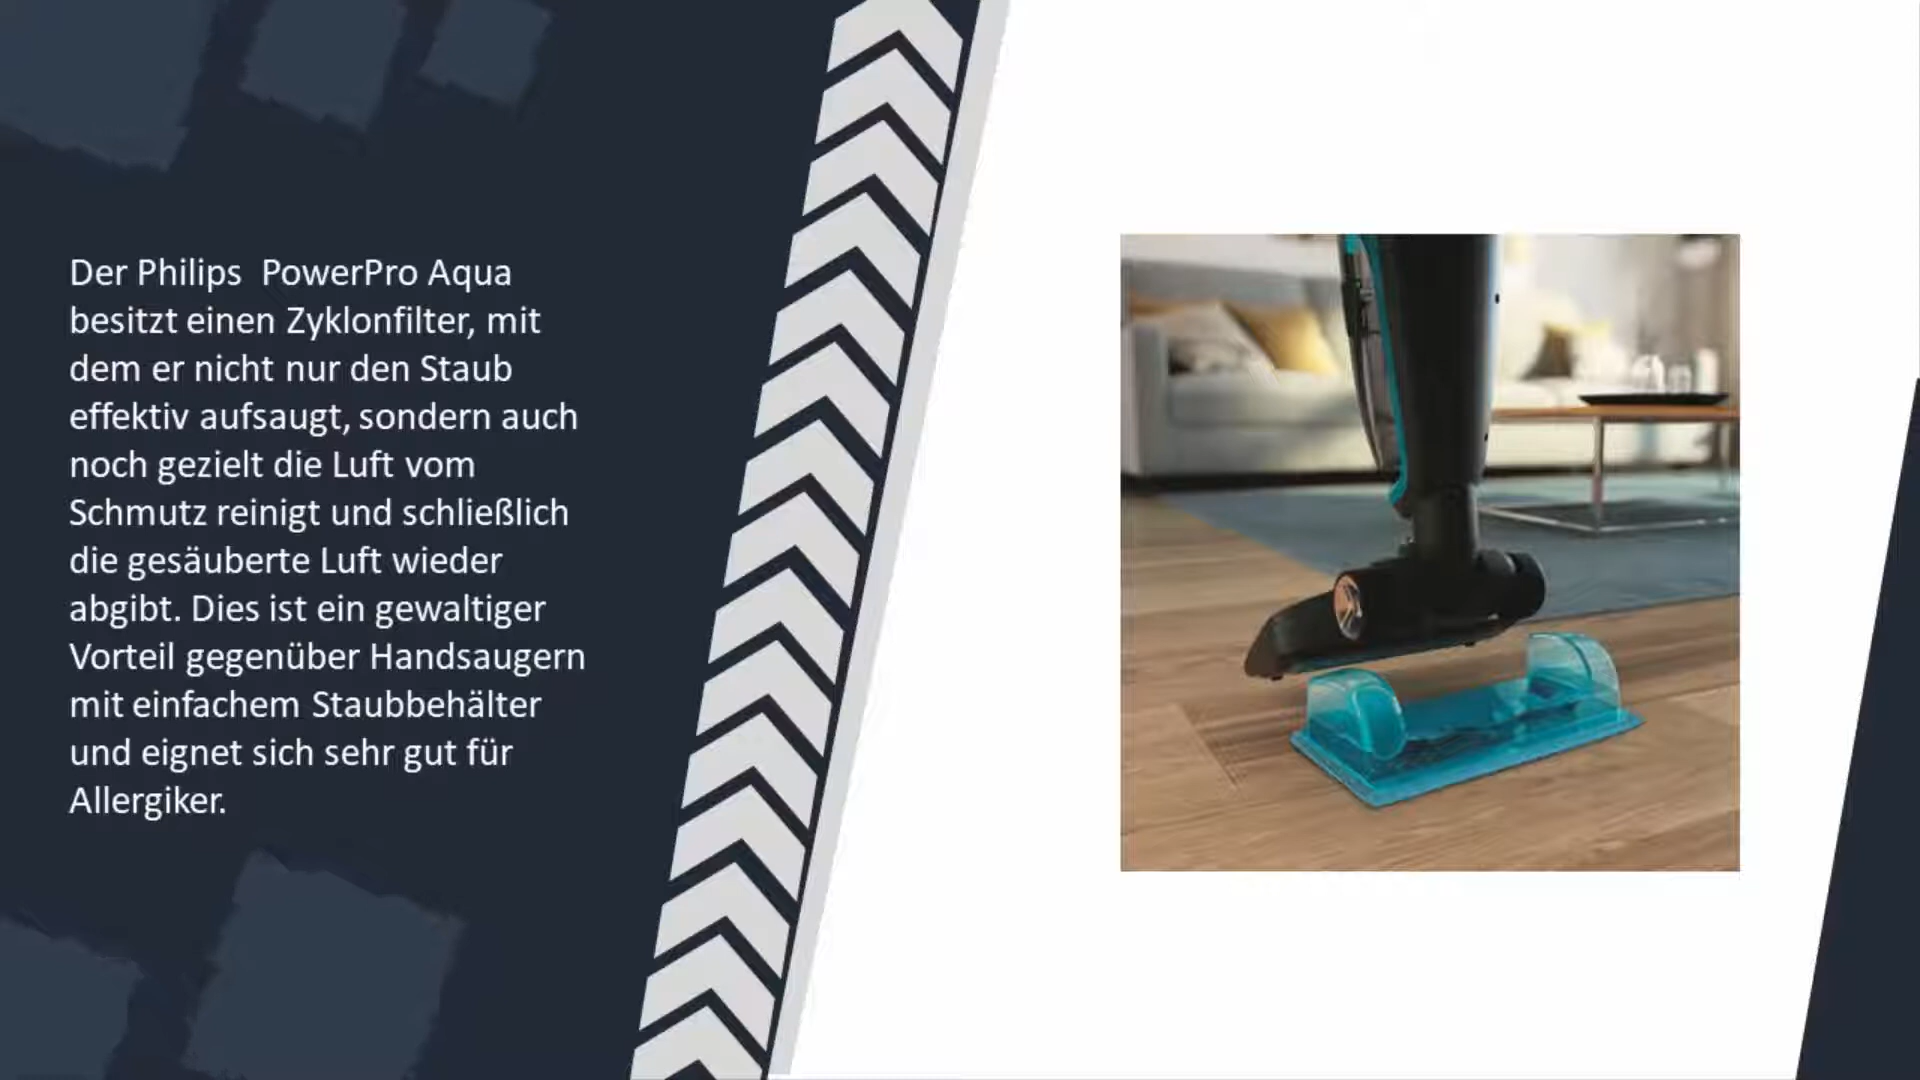 Der Philips  PowerPro Aqua
besitzt einen Zyklonfilter, mit
dem er nicht nur den Staub
effektiv aufsaugt, sondern auch
noch gezielt die Luft vom
Schmutz reinigt und schließlich
die gesäuberte Luft wieder
abgibt. Dies ist ein gewaltiger
Vorteil gegenüber Handsaugern
mit einfachem Staubbehälter
und eignet sich sehr gut für
Allergiker.